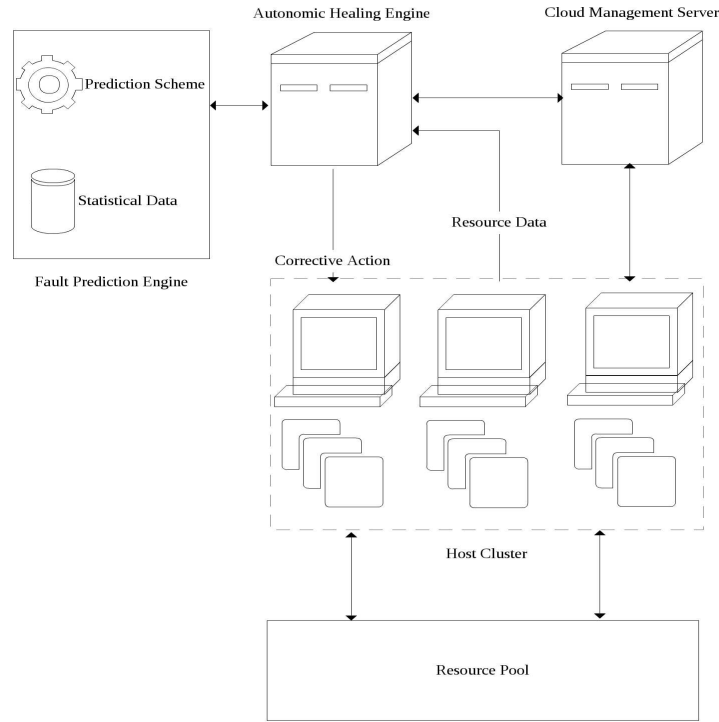 Autonomic Healing Engine
Cloud Management Server
Prediction Scheme
Statistical Data
Fault Prediction Engine
Resource Data
Corrective Action
Host Cluster
Resource Pool